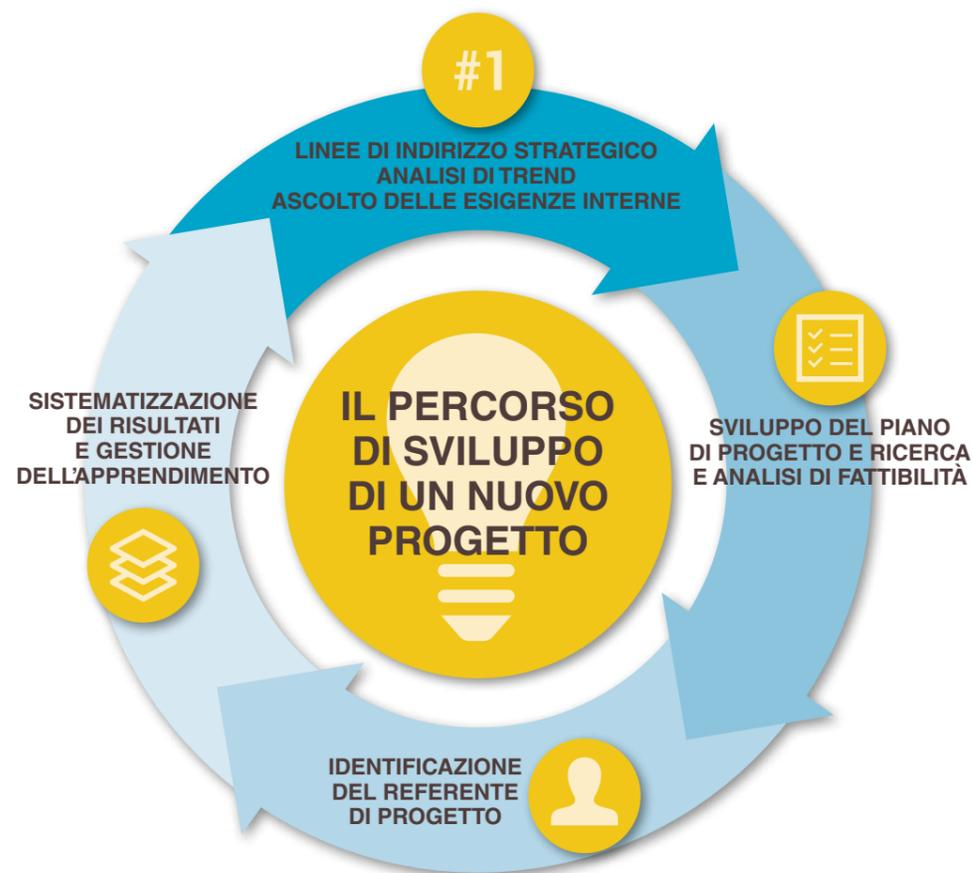 #1
LINEE DI INDIRIZZO STRATEGICO
ANALISI DI TREND
ASCOLTO DELLE ESIGENZE INTERNE
SVILUPPO DEL PIANO
DI PROGETTO E RICERCA
E ANALISI DI FATTIBILITÀ
IDENTIFICAZIONE
DEL REFERENTE
DI PROGETTO
SISTEMATIZZAZIONE
DEI RISULTATI
E GESTIONE
DELL'APPRENDIMENTO
IL PERCORSO
DI SVILUPPO
DI UN NUOVO
PROGETTO